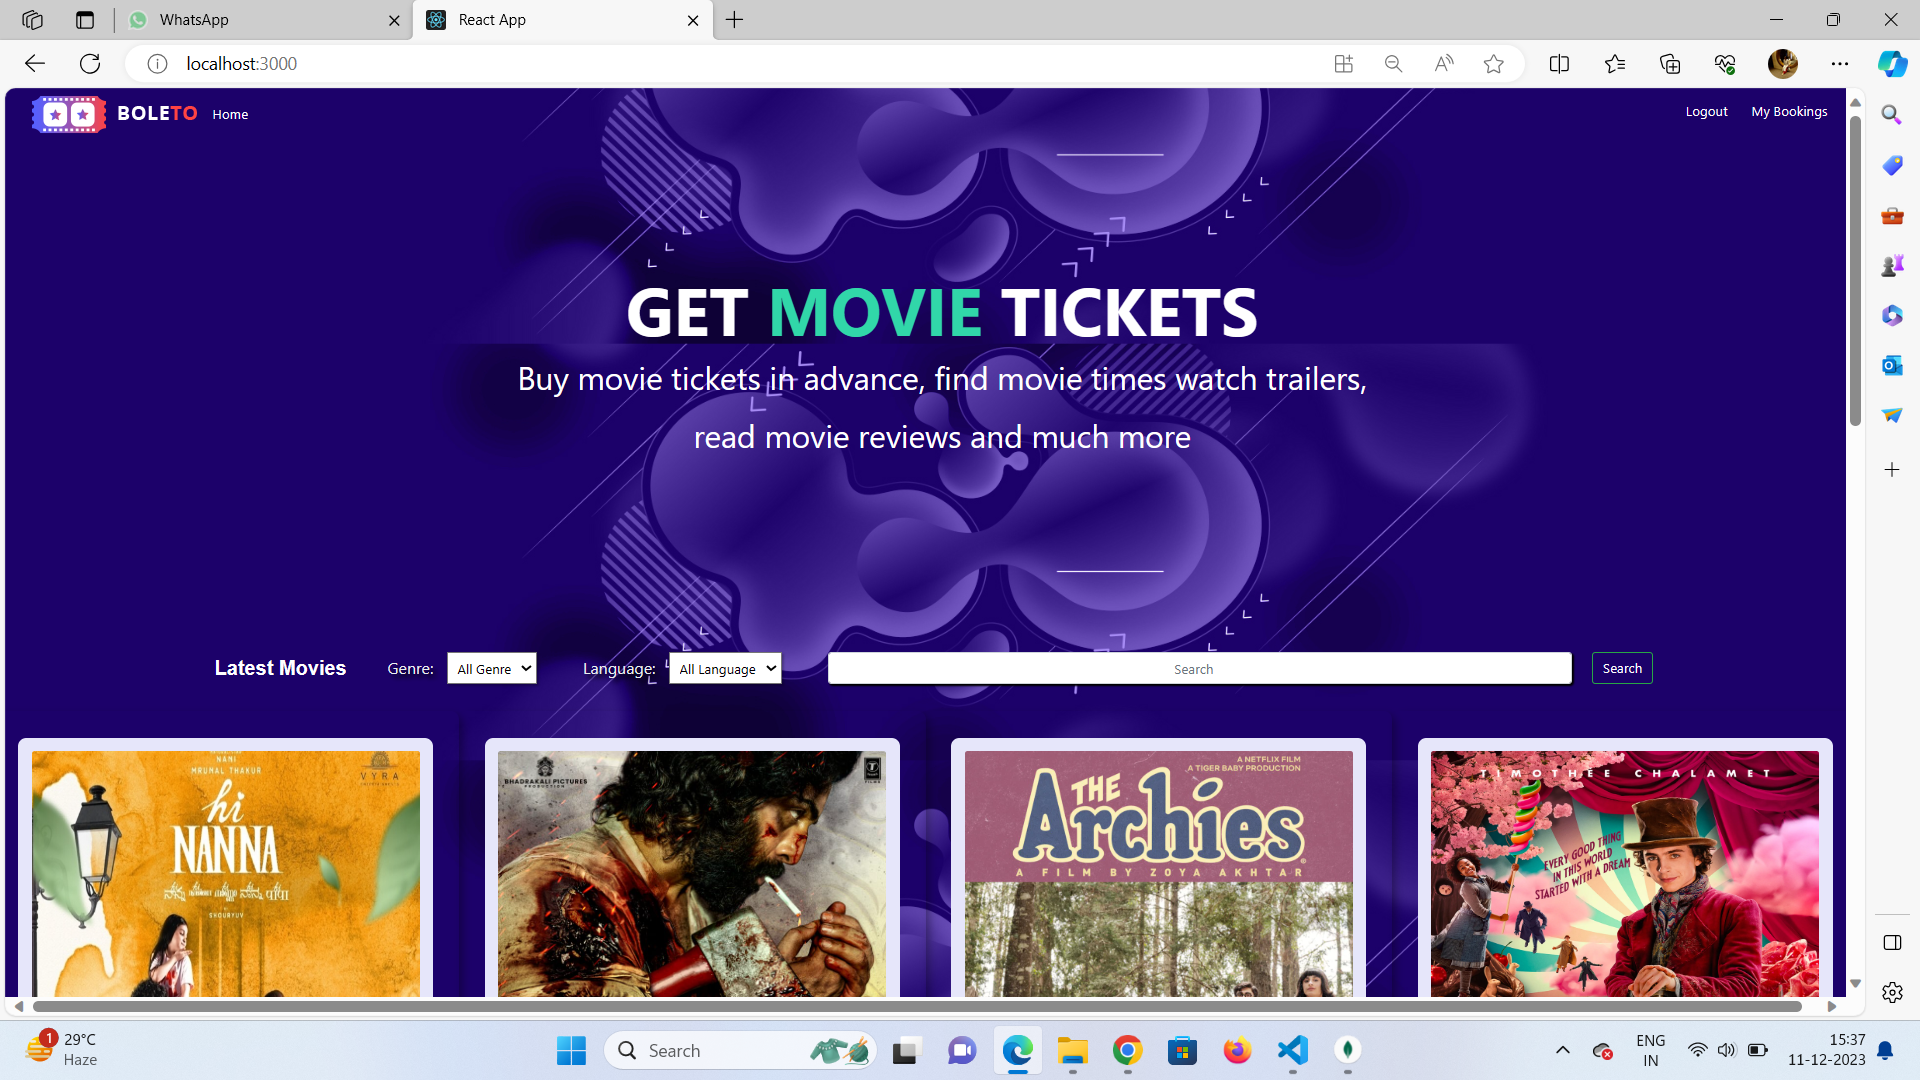 WhatsApp
React App
localhost:3000
BOLETO
Home
Logout
My Bookings
GET MOVIE TICKETS
Buy movie tickets in advance, find movie times watch trailers,
read movie reviews and much more
Latest Movies
Genre:
All Genre
Language:
All Language
Search
Search
NANI
MRUNAL THAKUR
VYRA
hi
NANNA
SHOURYUV
BHADRAKALI PICTURES
PRODUCTION
A NETFLIX FILM
A TIGER BABY PRODUCTION
THE
Archies
A FILM BY ZOYA AKHTAR
TIMOTHÉE CHALAMET
EVERY GOOD THING
IN THIS WORLD
STARTED WITH A DREAM
1
29°C
Haze
Search
ENG
IN
15:37
11-12-2023